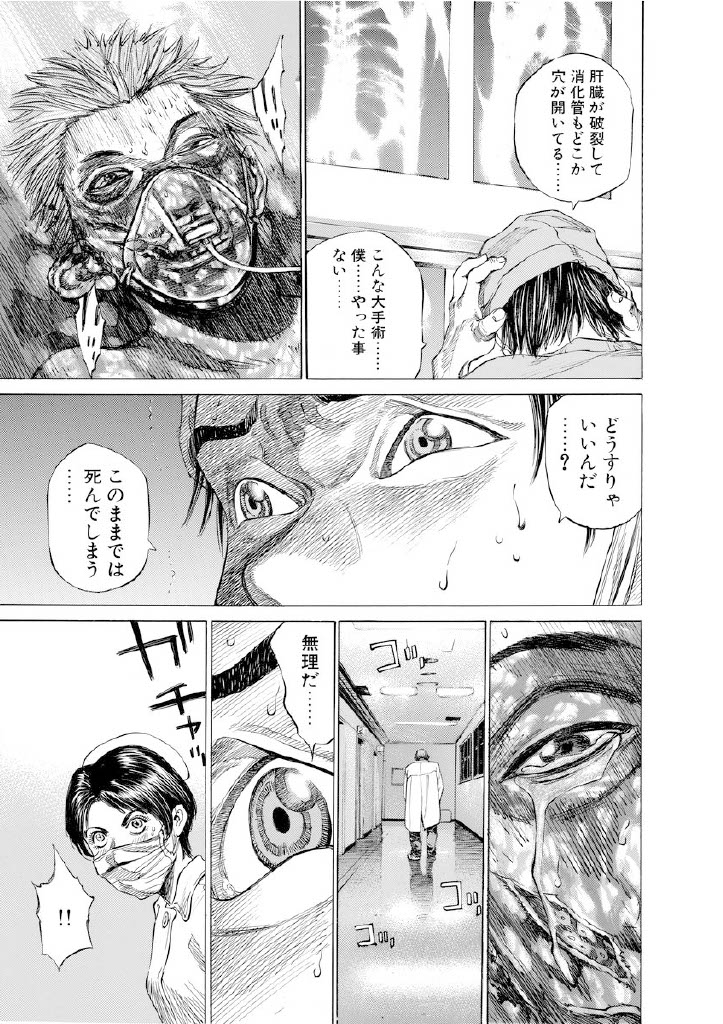 肝臓が破裂して
消化管もどこか
穴が開いてる……
こんな大手術……
僕……やった事
ない……
!!
!!
どうすりゃ
いいんだ
……?
このままでは
死んでしまう
……
コッ
コッ
コッ
無理だ……
ガチャッ
!!